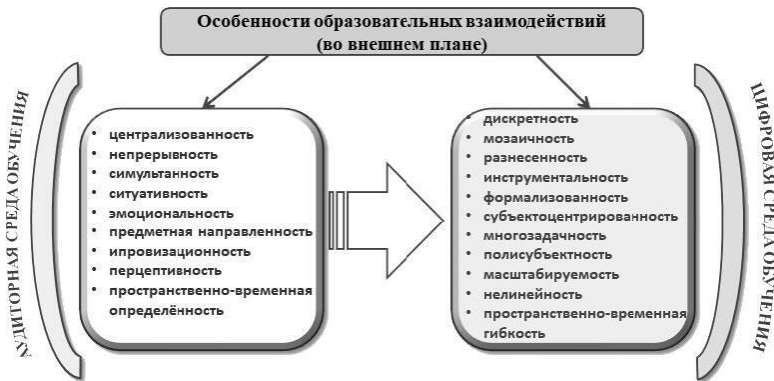 Особенности образовательных взаимодействий
(во внешнем плане)
АУДИТОРНАЯ СРЕДА ОБУЧЕНИЯ
• централизованность
• непрерывность
• симультанность
• ситуативность
• эмоциональность
• предметная направленность
• ипровизационность
• перцептивность
• пространственно-временная
определённость
• дискретность
• мозаичность
• разнесенность
• инструментальность
• формализованность
• субъектоцентрированность
• многозадачность
• полисубъектность
• масштабируемость
• нелинейность
• пространственно-временная
гибкость
ЦИФРОВАЯ СРЕДА ОБУЧЕНИЯ